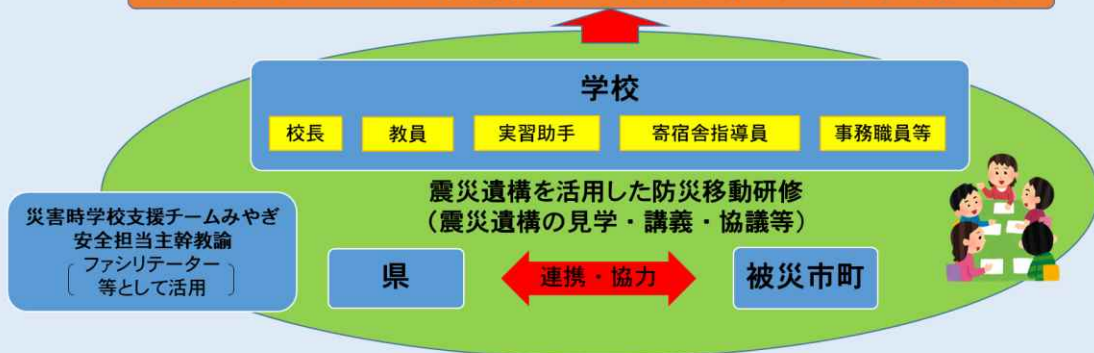 学校
校長
教員
実習助手
寄宿舎指導員
事務職員等
震災遺構を活用した防災移動研修
（震災遺構の見学・講義・協議等）
災害時学校支援チームみやぎ
安全担当主幹教諭
ファシリテーター
等として活用
県
連携・協力
被災市町